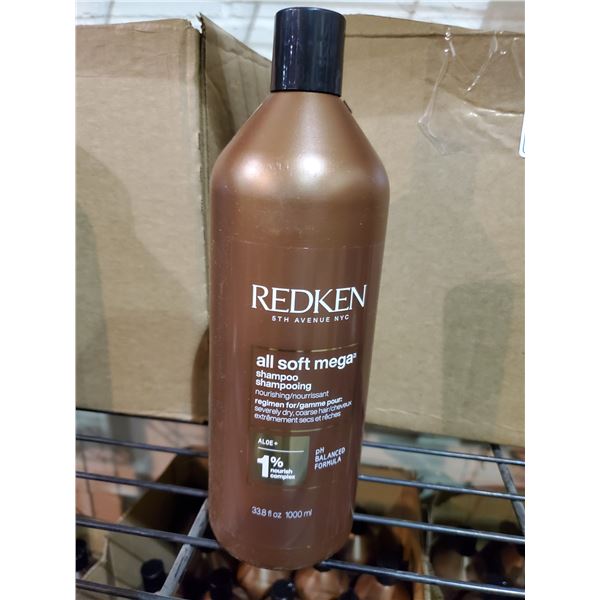 REDKEN
5TH AVENUE NYC
all soft mega
shampoo
shampooing
nourishing/nourrissant
regimen for/gamme pour:
severely dry, coarse hair/cheveux
extrêmement secs et rêches
ALOE +
1%
nourish
complex
pH
BALANCED
FORMULA
33.8 fl oz 1000 ml